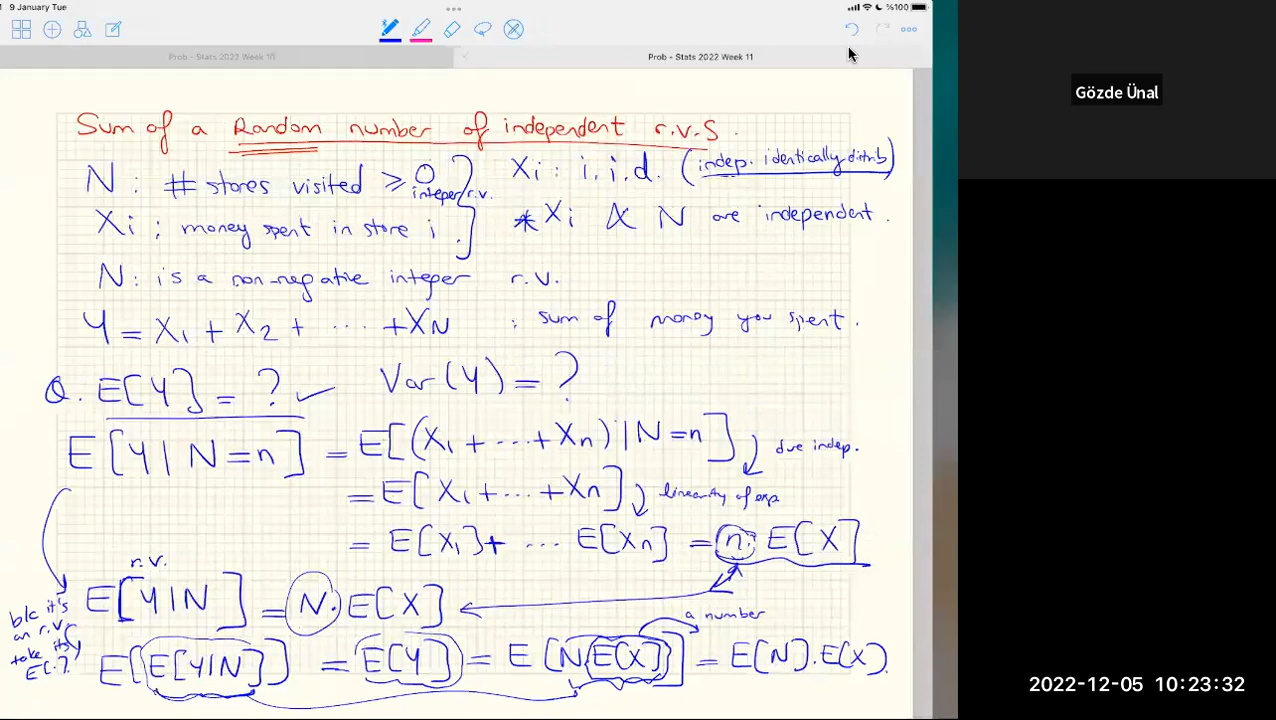 9 January Tue
%100
Prob - Stats 2022 Week 10
Prob - Stats 2022 Week 11
Gözde Ünal
Sum of a Random number of independent r.v.s.
N: # stores visited ≥ 0
integer r.v.
Xi : i.i.d. (indep. identically distrib)
Xi ; money spent in store i.
* Xi & N are independent.
N: is a non-negative integer r.v.
Y = X1 + X2 + ... + XN : sum of money you spent.
Q. E[Y] = ? ✓ Var(Y) = ?
E[Y | N=n] = E[(X1 + ... + Xn) | N=n] due indep.
= E[X1 + ... + Xn] linearity of exp
= E[X1] + ... E[Xn] = n. E[X]
r.v.
E[Y|N] = N. E[X]
b/c it's
an r.v.
take its
E[.].
a number
E[E[Y|N]] = E[Y] = E[N E[X]] = E[N].E[X].
2022-12-05 10:23:32